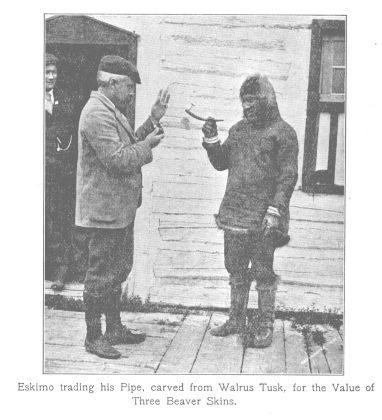 Eskimo trading his Pipe, carved from Walrus Tusk, for the Value of
Three Beaver Skins.